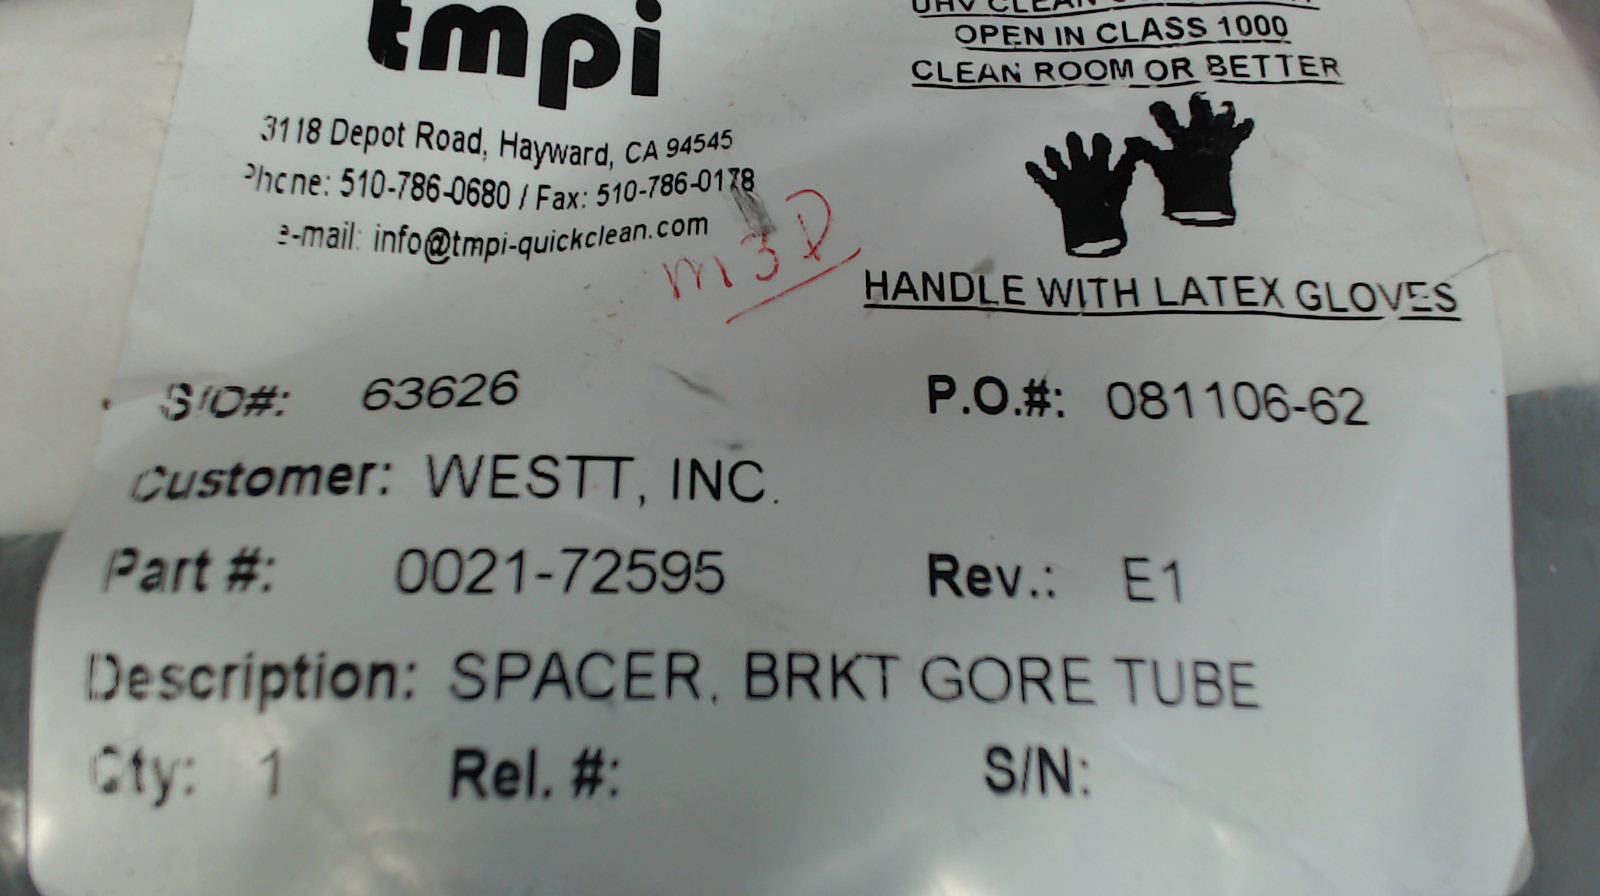 tmpi
3118 Depot Road, Hayward, CA 94545
Phone: 510-786-0680 / Fax: 510-786-0178
e-mail: info@tmpi-quickclean.com
m3D
UHV CLEAN
OPEN IN CLASS 1000
CLEAN ROOM OR BETTER
HANDLE WITH LATEX GLOVES
S/O#: 63626 P.O.#: 081106-62
Customer: WESTT, INC.
Part #: 0021-72595 Rev.: E1
Description: SPACER, BRKT GORE TUBE
Qty: 1 Rel. #: S/N: